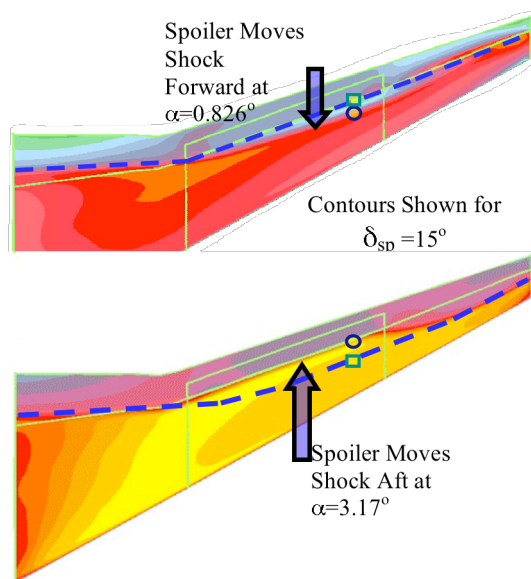 Spoiler Moves
Shock
Forward at
α=0.826°
Contours Shown for
δsp =15°
Spoiler Moves
Shock Aft at
α=3.17°